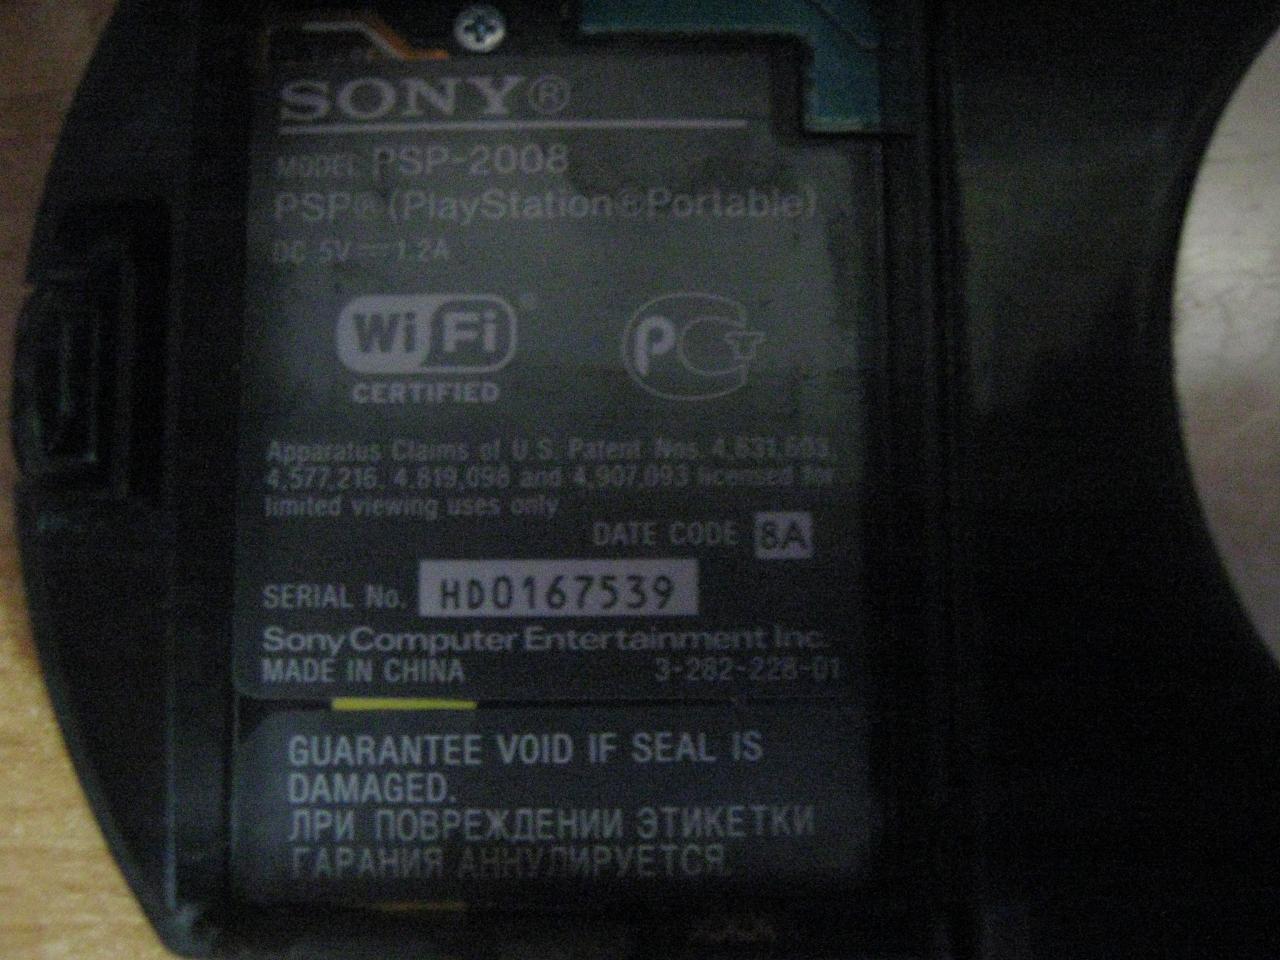 SONY®
MODEL PSP-2008
PSP® (PlayStation®Portable)
DC 5V 1.2A
Wi Fi
CERTIFIED
Apparatus Claims of U.S. Patent Nos. 4,631,603,
4,577,216, 4,819,098 and 4,907,093 licensed for
limited viewing uses only
DATE CODE 8A
SERIAL No. HD0167539
Sony Computer Entertainment Inc.
MADE IN CHINA 3-282-228-01
GUARANTEE VOID IF SEAL IS
DAMAGED.
ПРИ ПОВРЕЖДЕНИИ ЭТИКЕТКИ
ГАРАНИЯ АННУЛИРУЕТСЯ.